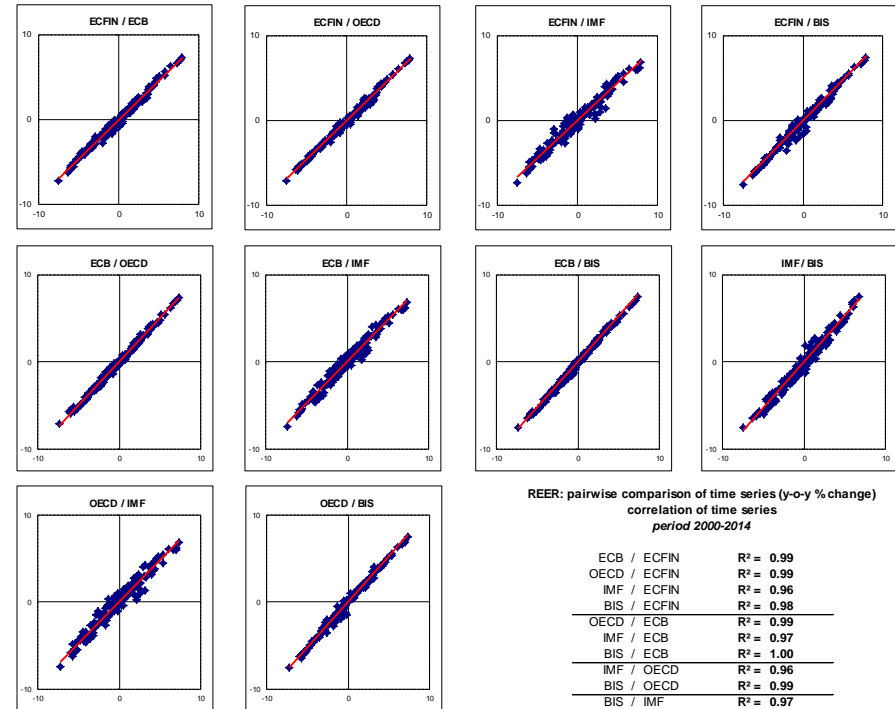 ECFIN / ECB
10
0
-10
-10
0
10
ECFIN / OECD
10
0
-10
-10
0
10
ECFIN / IMF
10
0
-10
-10
0
10
ECFIN / BIS
10
0
-10
-10
0
10
ECB / OECD
10
0
-10
-10
0
10
ECB / IMF
10
0
-10
-10
0
10
ECB / BIS
10
0
-10
-10
0
10
IMF/ BIS
10
0
-10
-10
0
10
OECD / IMF
10
0
-10
-10
0
10
OECD / BIS
10
0
-10
-10
0
10
REER: pairwise comparison of time series (y-o-y % change)
correlation of time series
period 2000-2014
ECB / ECFIN R² = 0.99
OECD / ECFIN R² = 0.99
IMF / ECFIN R² = 0.96
BIS / ECFIN R² = 0.98
OECD / ECB R² = 0.99
IMF / ECB R² = 0.97
BIS / ECB R² = 1.00
IMF / OECD R² = 0.96
BIS / OECD R² = 0.99
BIS / IMF R² = 0.97